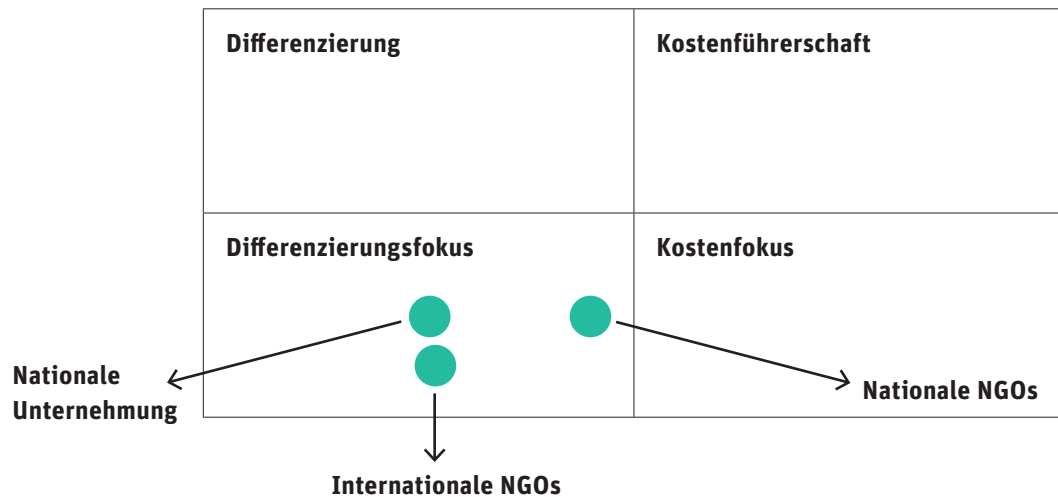 Differenzierung
Kostenführerschaft
Differenzierungsfokus
Kostenfokus
Nationale
Unternehmung
Nationale NGOs
Internationale NGOs